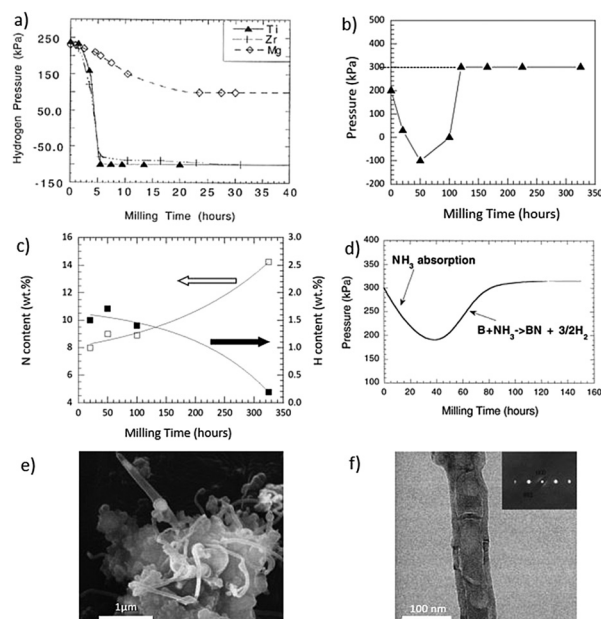 a)
Ti
Zr
Mg
Hydrogen Pressure (kPa)
250
150
50.0
-50.0
-150
0 5 10 15 20 25 30 35 40
Milling Time (hours)
b)
Pressure (kPa)
500
400
300
200
100
0
-100
-200
0 50 100 150 200 250 300 350
Milling Time (hours)
c)
N content (wt.%)
16
14
12
10
8
6
4
H content (wt.%)
3.0
2.5
2.0
1.5
1.0
0.5
0.0
0 50 100 150 200 250 300 350
Milling Time (hours)
d)
NH3 absorption
B+NH3->BN + 3/2H2
Pressure (kPa)
400
350
300
250
200
150
100
0 20 40 60 80 100 120 140 160
Milling Time (hours)
e)
1μm
f)
100 nm